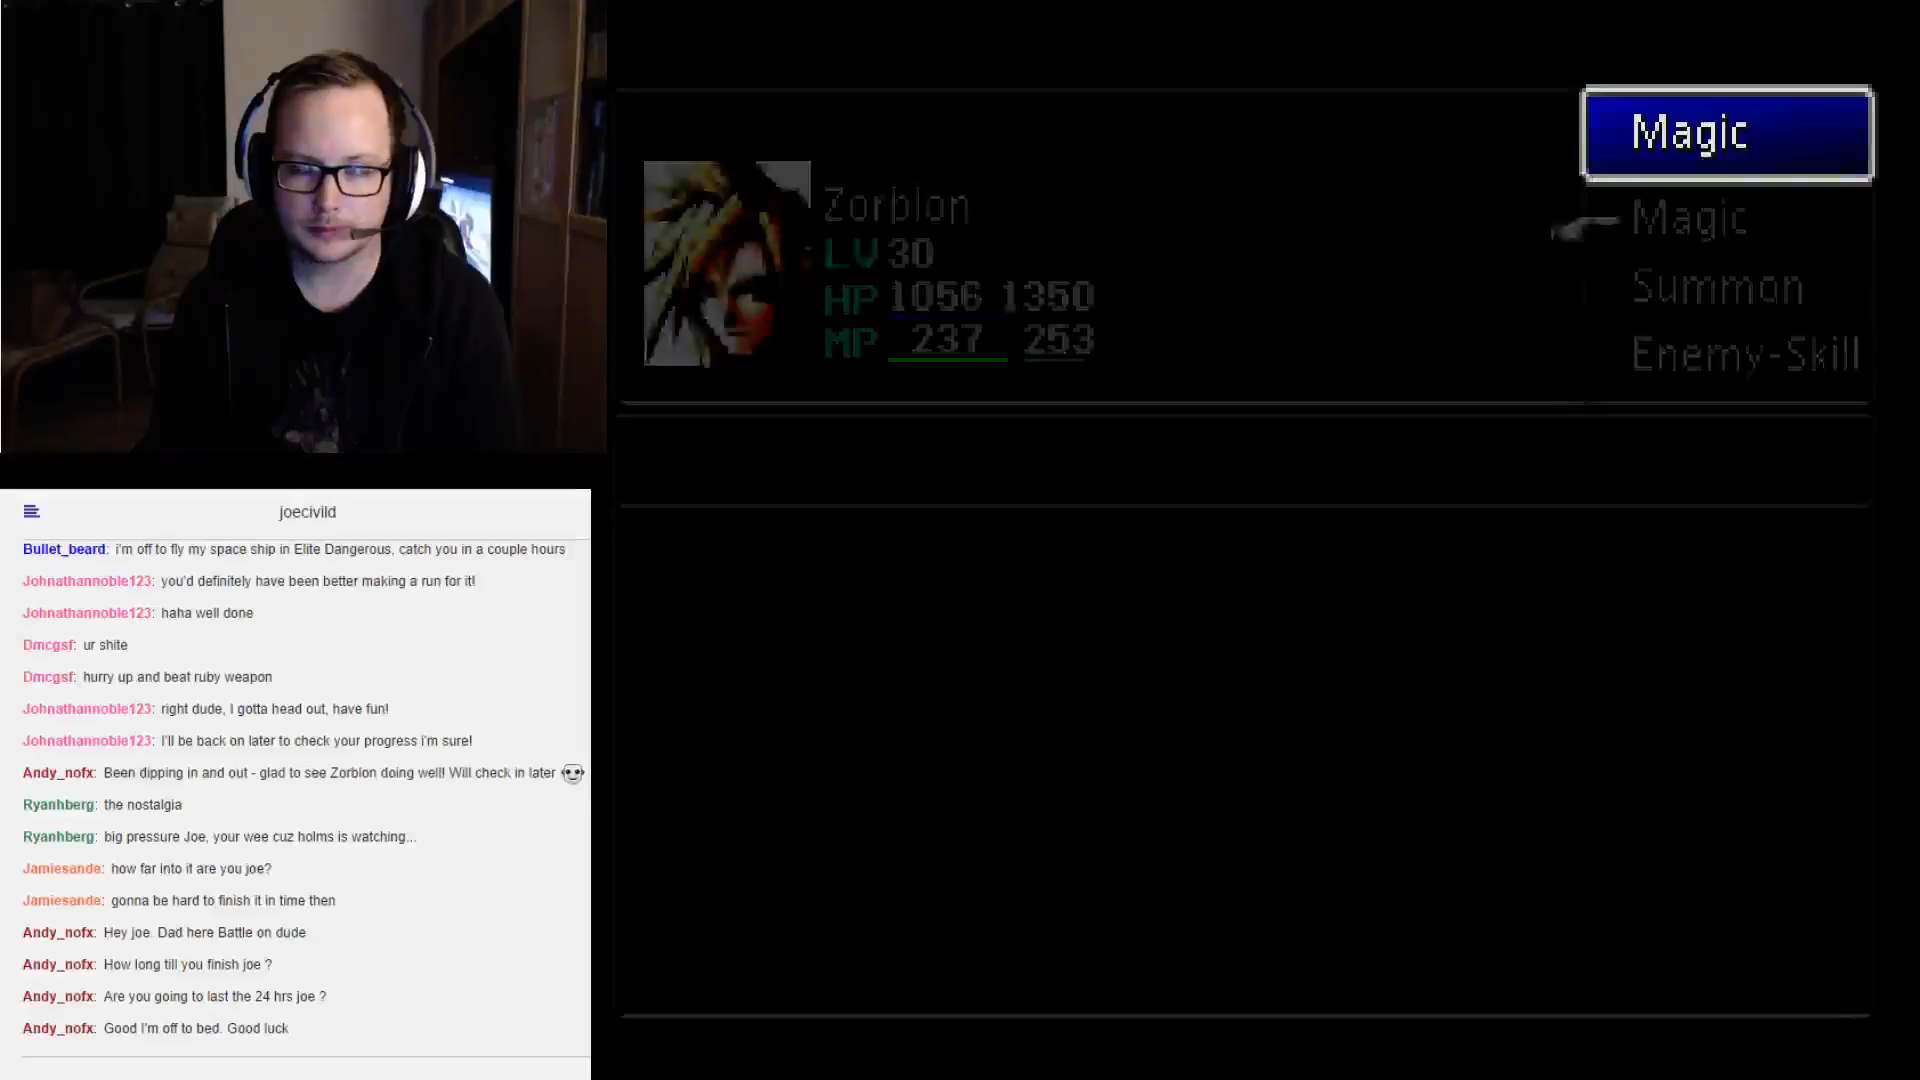 Magic
Zorblon
LV 30
HP 1056 1350
MP 237 253
Magic
Summon
Enemy-Skill
joecivild
Bullet_beard: i'm off to fly my space ship in Elite Dangerous, catch you in a couple hours
Johnathannoble123: you'd definitely have been better making a run for it!
Johnathannoble123: haha well done
Dmcgsf: ur shite
Dmcgsf: hurry up and beat ruby weapon
Johnathannoble123: right dude, I gotta head out, have fun!
Johnathannoble123: I'll be back on later to check your progress i'm sure!
Andy_nofx: Been dipping in and out - glad to see Zorblon doing well! Will check in later
Ryanhberg: the nostalgia
Ryanhberg: big pressure Joe, your wee cuz holms is watching...
Jamiesande: how far into it are you joe?
Jamiesande: gonna be hard to finish it in time then
Andy_nofx: Hey joe. Dad here Battle on dude
Andy_nofx: How long till you finish joe ?
Andy_nofx: Are you going to last the 24 hrs joe ?
Andy_nofx: Good I'm off to bed. Good luck